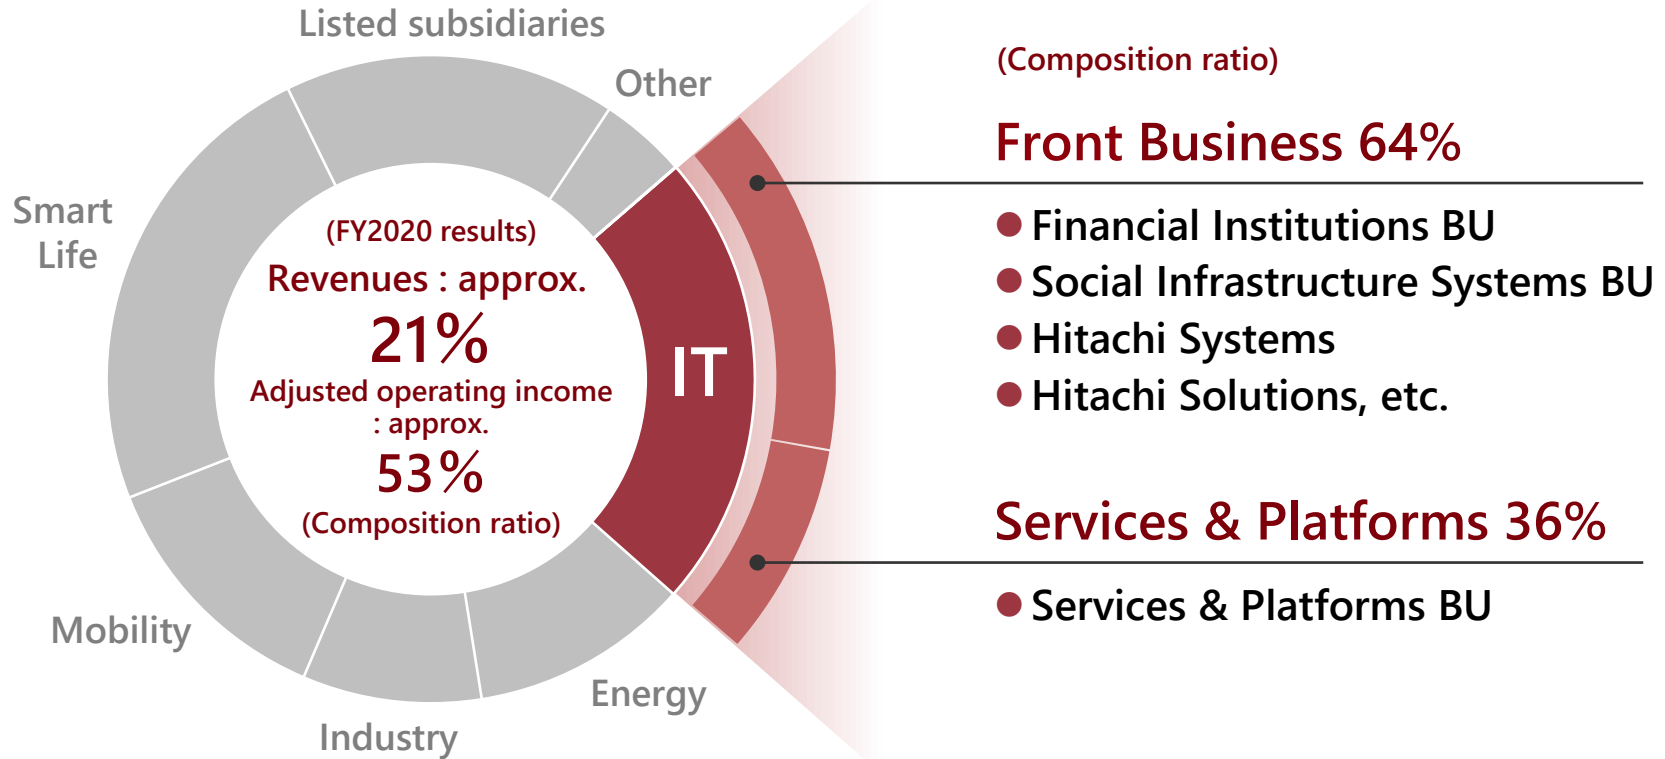 Listed subsidiaries
Other
Smart
Life
(FY2020 results)
Revenues : approx.
21%
Adjusted operating income
: approx.
53%
(Composition ratio)
IT
Mobility
Industry
Energy
(Composition ratio)
Front Business 64%
● Financial Institutions BU
● Social Infrastructure Systems BU
● Hitachi Systems
● Hitachi Solutions, etc.
Services & Platforms 36%
● Services & Platforms BU